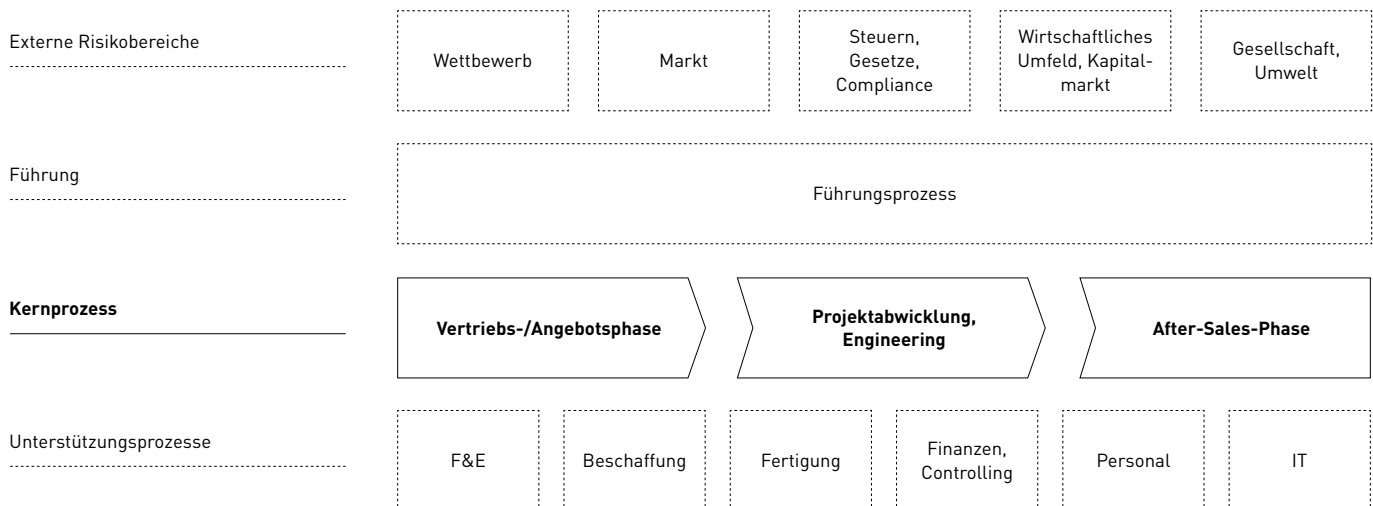 Externe Risikobereiche
Wettbewerb
Markt
Steuern,
Gesetze,
Compliance
Wirtschaftliches
Umfeld, Kapital-
markt
Gesellschaft,
Umwelt
Führung
Führungsprozess
Kernprozess
Vertriebs-/Angebotsphase
Projektabwicklung,
Engineering
After-Sales-Phase
Unterstützungsprozesse
F&E
Beschaffung
Fertigung
Finanzen,
Controlling
Personal
IT